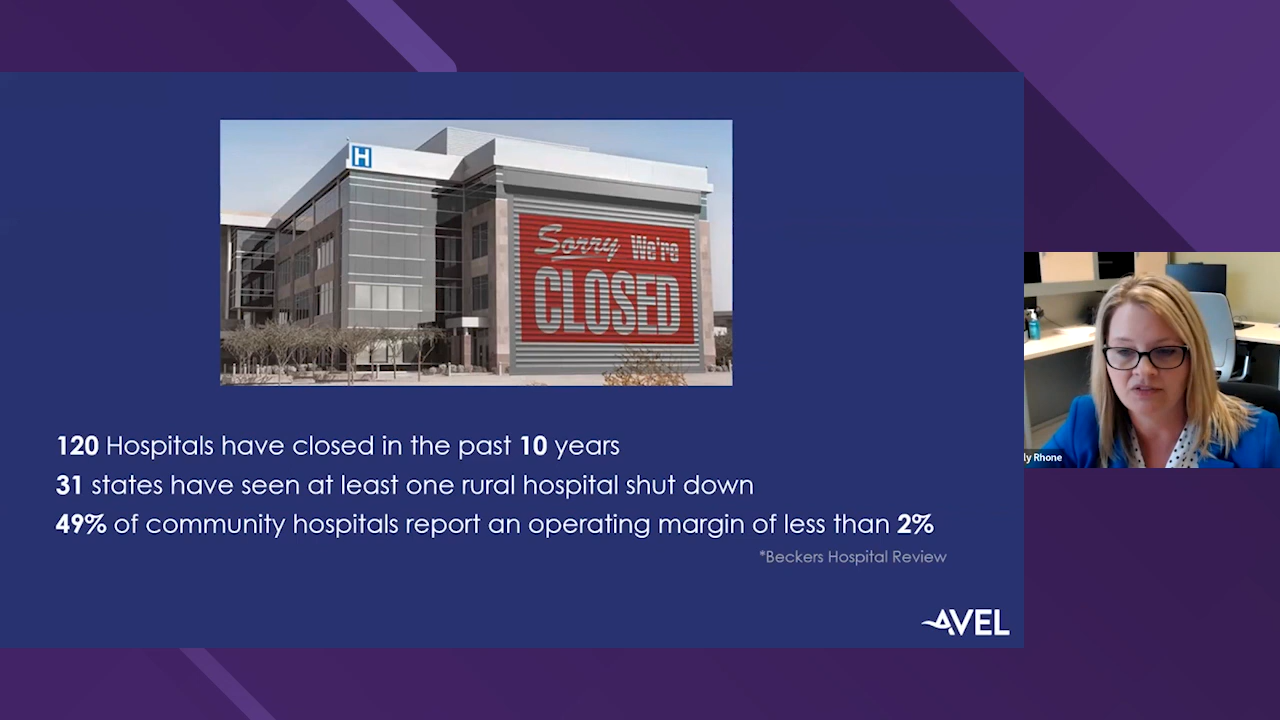 H
Sorry We're
CLOSED
120 Hospitals have closed in the past 10 years
31 states have seen at least one rural hospital shut down
49% of community hospitals report an operating margin of less than 2%
*Beckers Hospital Review
AVEL
ly Rhone